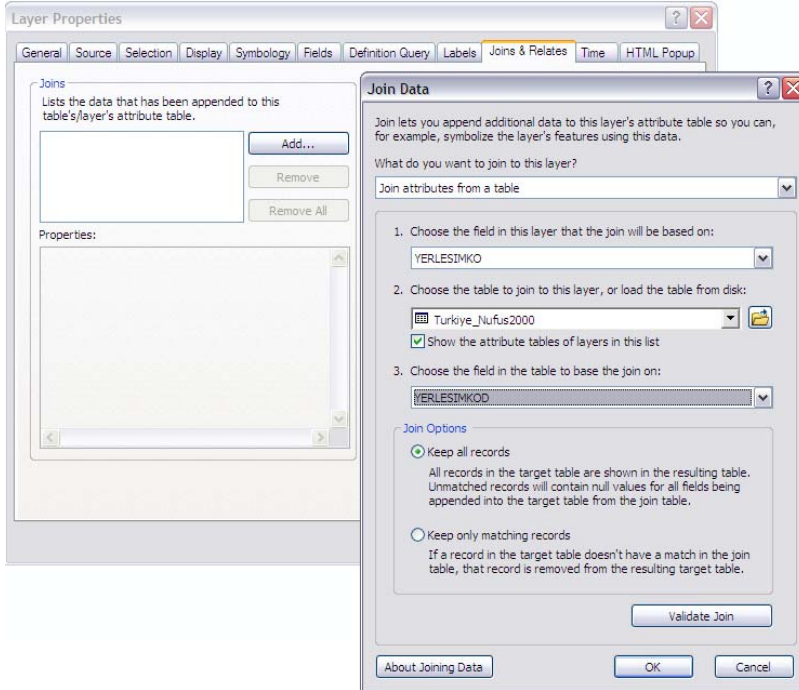 Layer Properties
General Source Selection Display Symbology Fields Definition Query Labels Joins & Relates Time HTML Popup
Joins
Lists the data that has been appended to this
table's/layer's attribute table.
Add...
Remove
Remove All
Properties:
Join Data
Join lets you append additional data to this layer's attribute table so you can,
for example, symbolize the layer's features using this data.
What do you want to join to this layer?
Join attributes from a table
1. Choose the field in this layer that the join will be based on:
YERLESIMKO
2. Choose the table to join to this layer, or load the table from disk:
Turkiye_Nufus2000
Show the attribute tables of layers in this list
3. Choose the field in the table to base the join on:
YERLESIMKOD
Join Options
Keep all records
All records in the target table are shown in the resulting table.
Unmatched records will contain null values for all fields being
appended into the target table from the join table.
Keep only matching records
If a record in the target table doesn't have a match in the join
table, that record is removed from the resulting target table.
Validate Join
About Joining Data
OK
Cancel